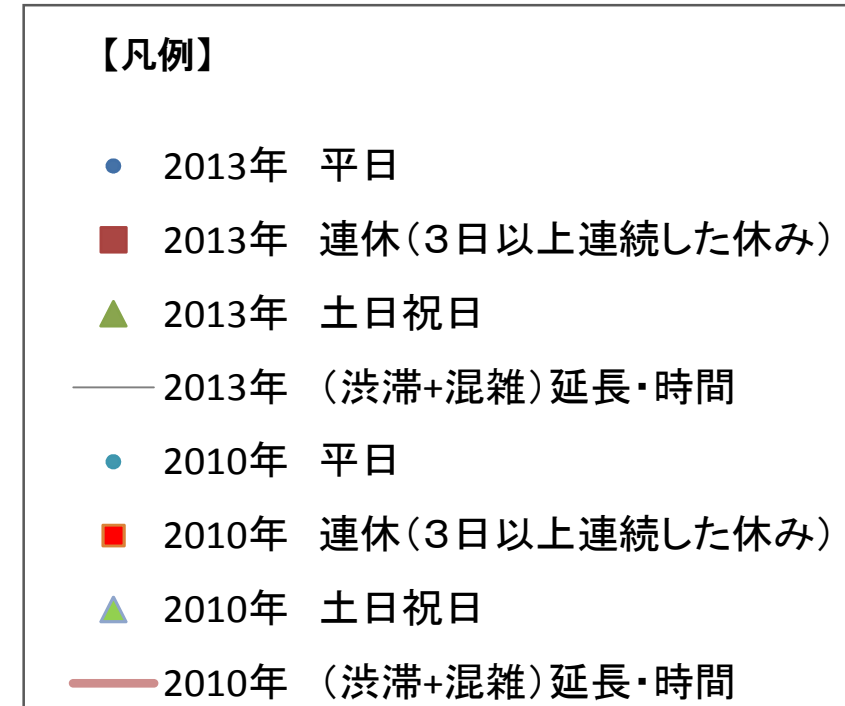 【凡例】
2013年 平日
2013年 連休(３日以上連続した休み)
2013年 土日祝日
2013年 (渋滞+混雑)延長・時間
2010年 平日
2010年 連休(３日以上連続した休み)
2010年 土日祝日
2010年 (渋滞+混雑)延長・時間